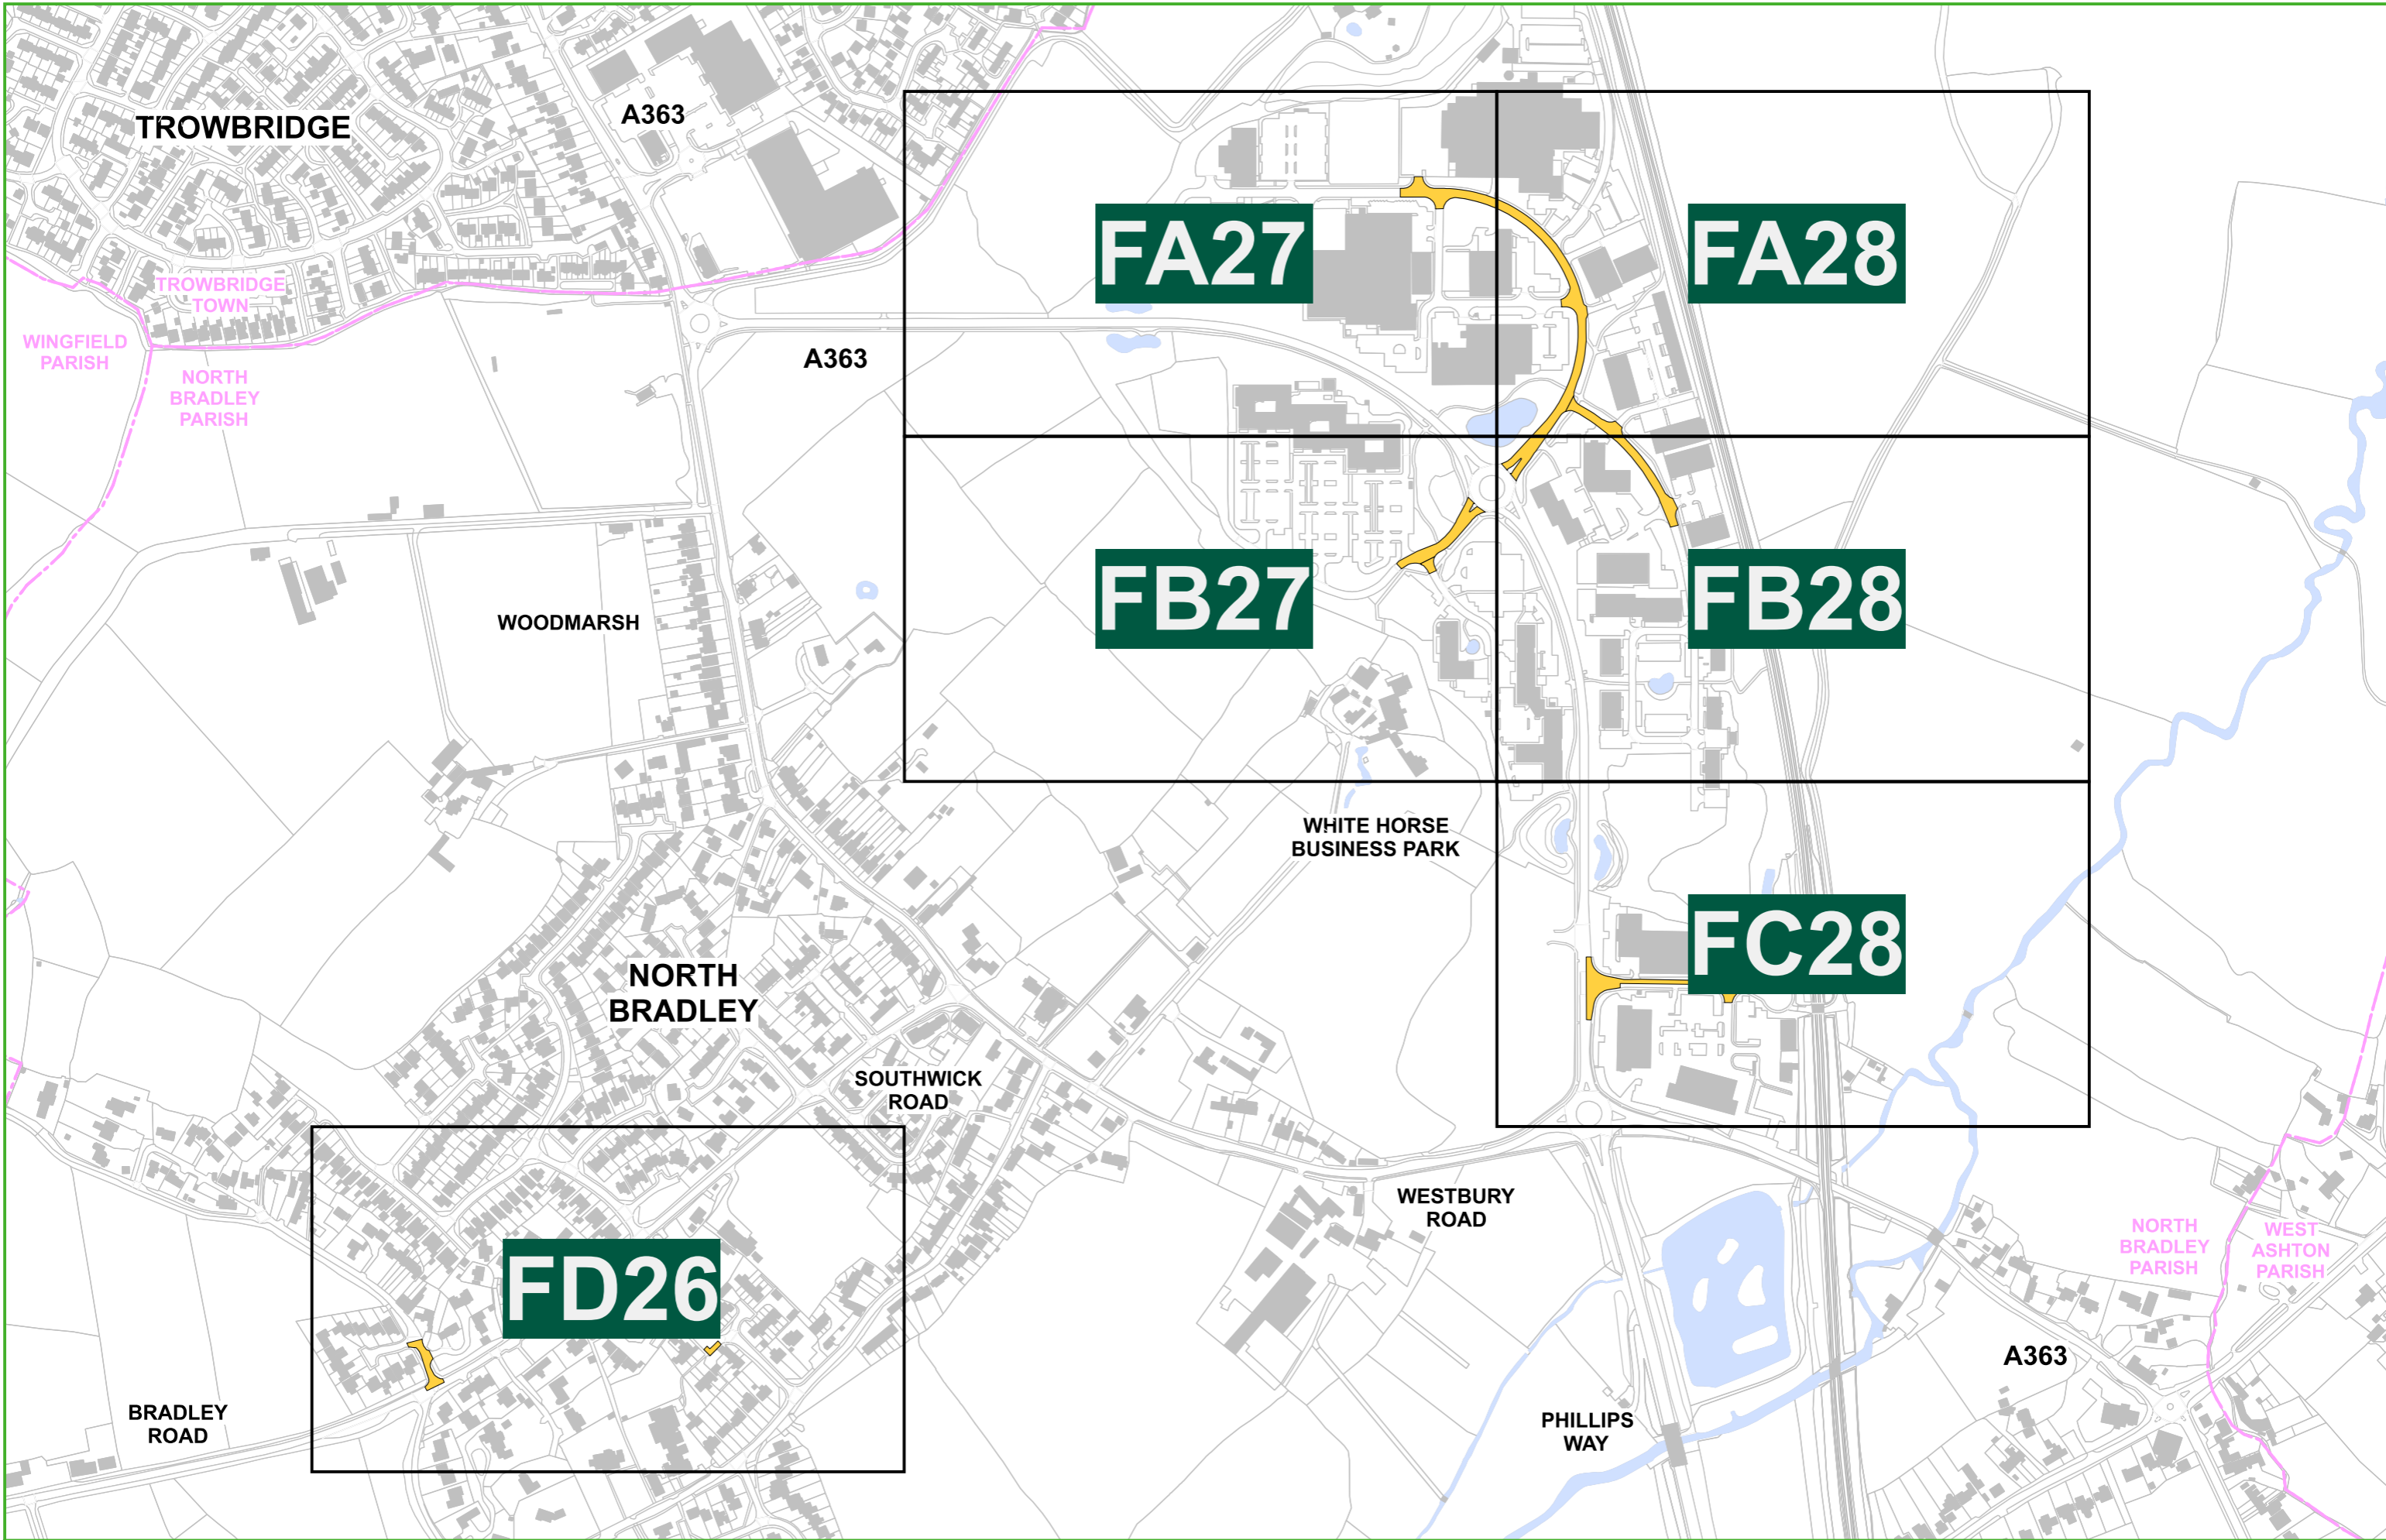 A363
TROWBRIDGE
FA27
FA28
TROWBRIDGE
TOWN
WINGFIELD
PARISH
A363
NORTH
BRADLEY
PARISH
FB27
FB28
WOODMARSH
WHITE HORSE
BUSINESS PARK
FC28
NORTH
BRADLEY
SOUTHWICK
ROAD
WESTBURY
ROAD
NORTH
BRADLEY
PARISH
WEST
ASHTON
PARISH
FD26
A363
BRADLEY
ROAD
PHILLIPS
WAY